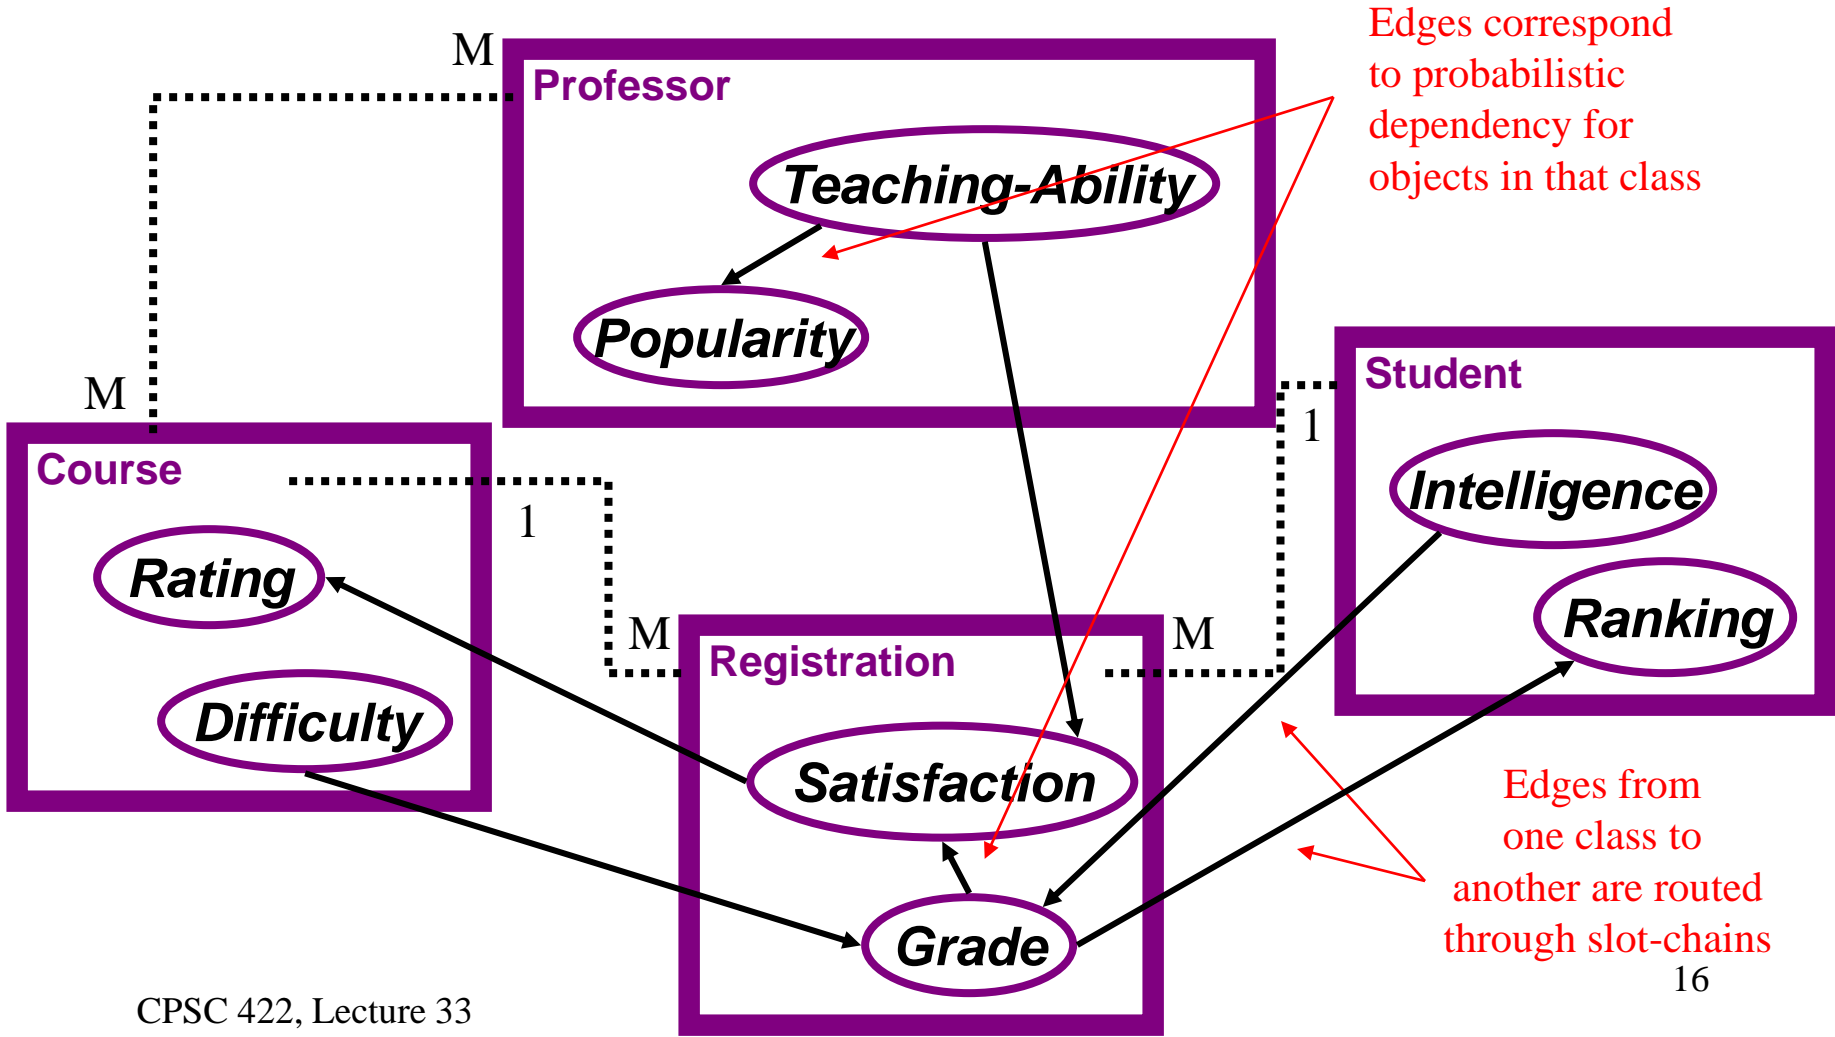 Edges correspond
to probabilistic
dependency for
objects in that class
M
Professor
Teaching-Ability
Popularity
M
Student
1
Intelligence
Ranking
Course
1
Rating
Difficulty
M
M
Registration
Satisfaction
Grade
Edges from
one class to
another are routed
through slot-chains
16
CPSC 422, Lecture 33